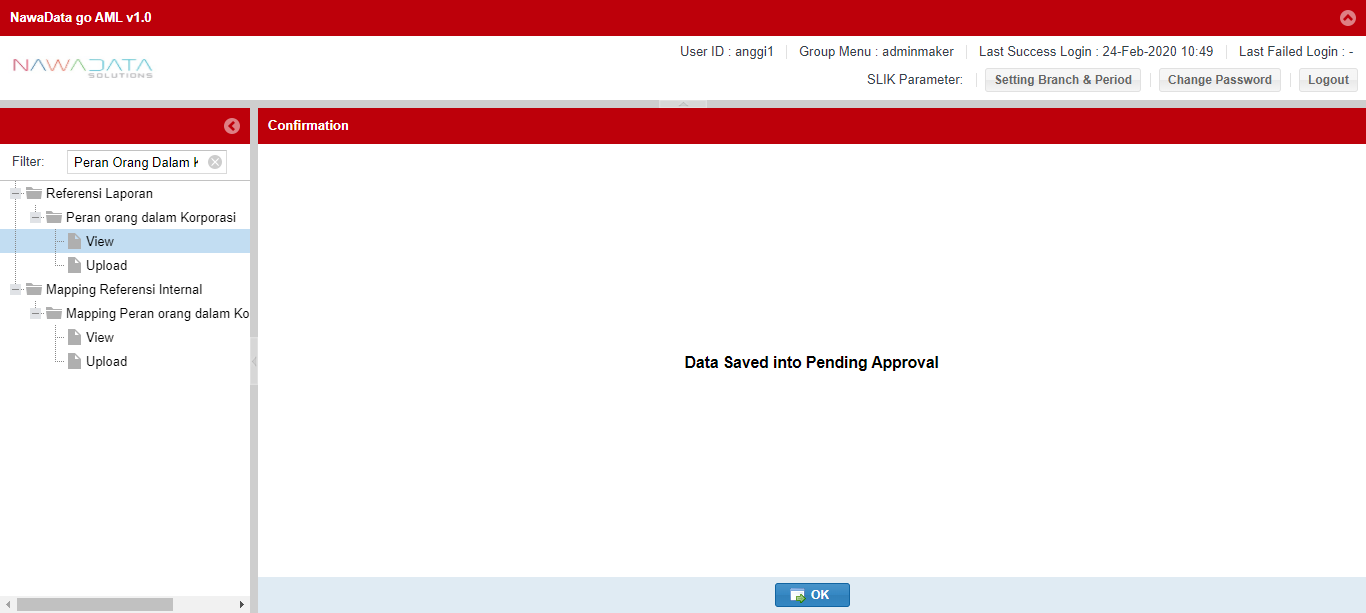 NawaData go AML v1.0
NAWADATA
SOLUTIONS
User ID : anggi1 Group Menu : adminmaker Last Success Login : 24-Feb-2020 10:49 Last Failed Login : -
SLIK Parameter: Setting Branch & Period Change Password Logout
Confirmation
Filter: Peran Orang Dalam
Referensi Laporan
Peran orang dalam Korporasi
View
Upload
Mapping Referensi Internal
Mapping Peran orang dalam Ko
View
Upload
Data Saved into Pending Approval
OK